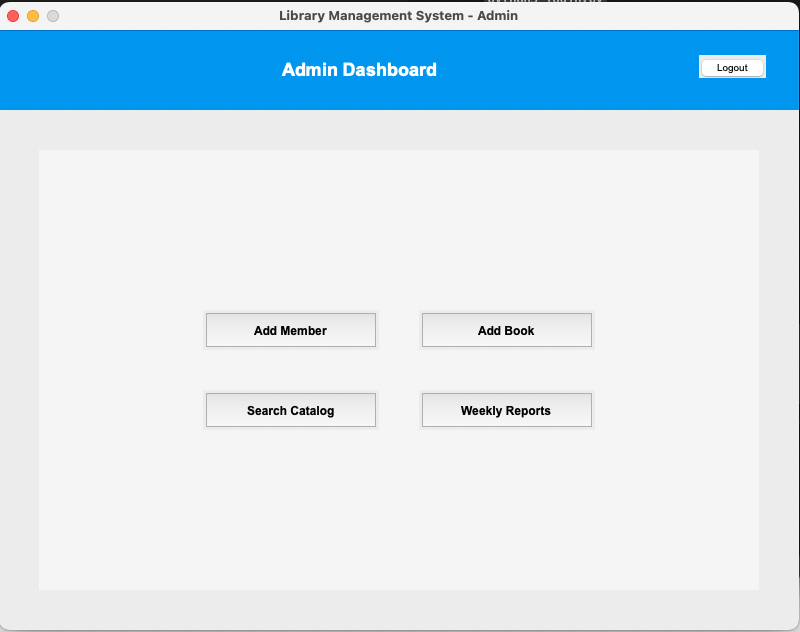 Library Management System - Admin
Admin Dashboard
Logout
Add Member
Add Book
Search Catalog
Weekly Reports